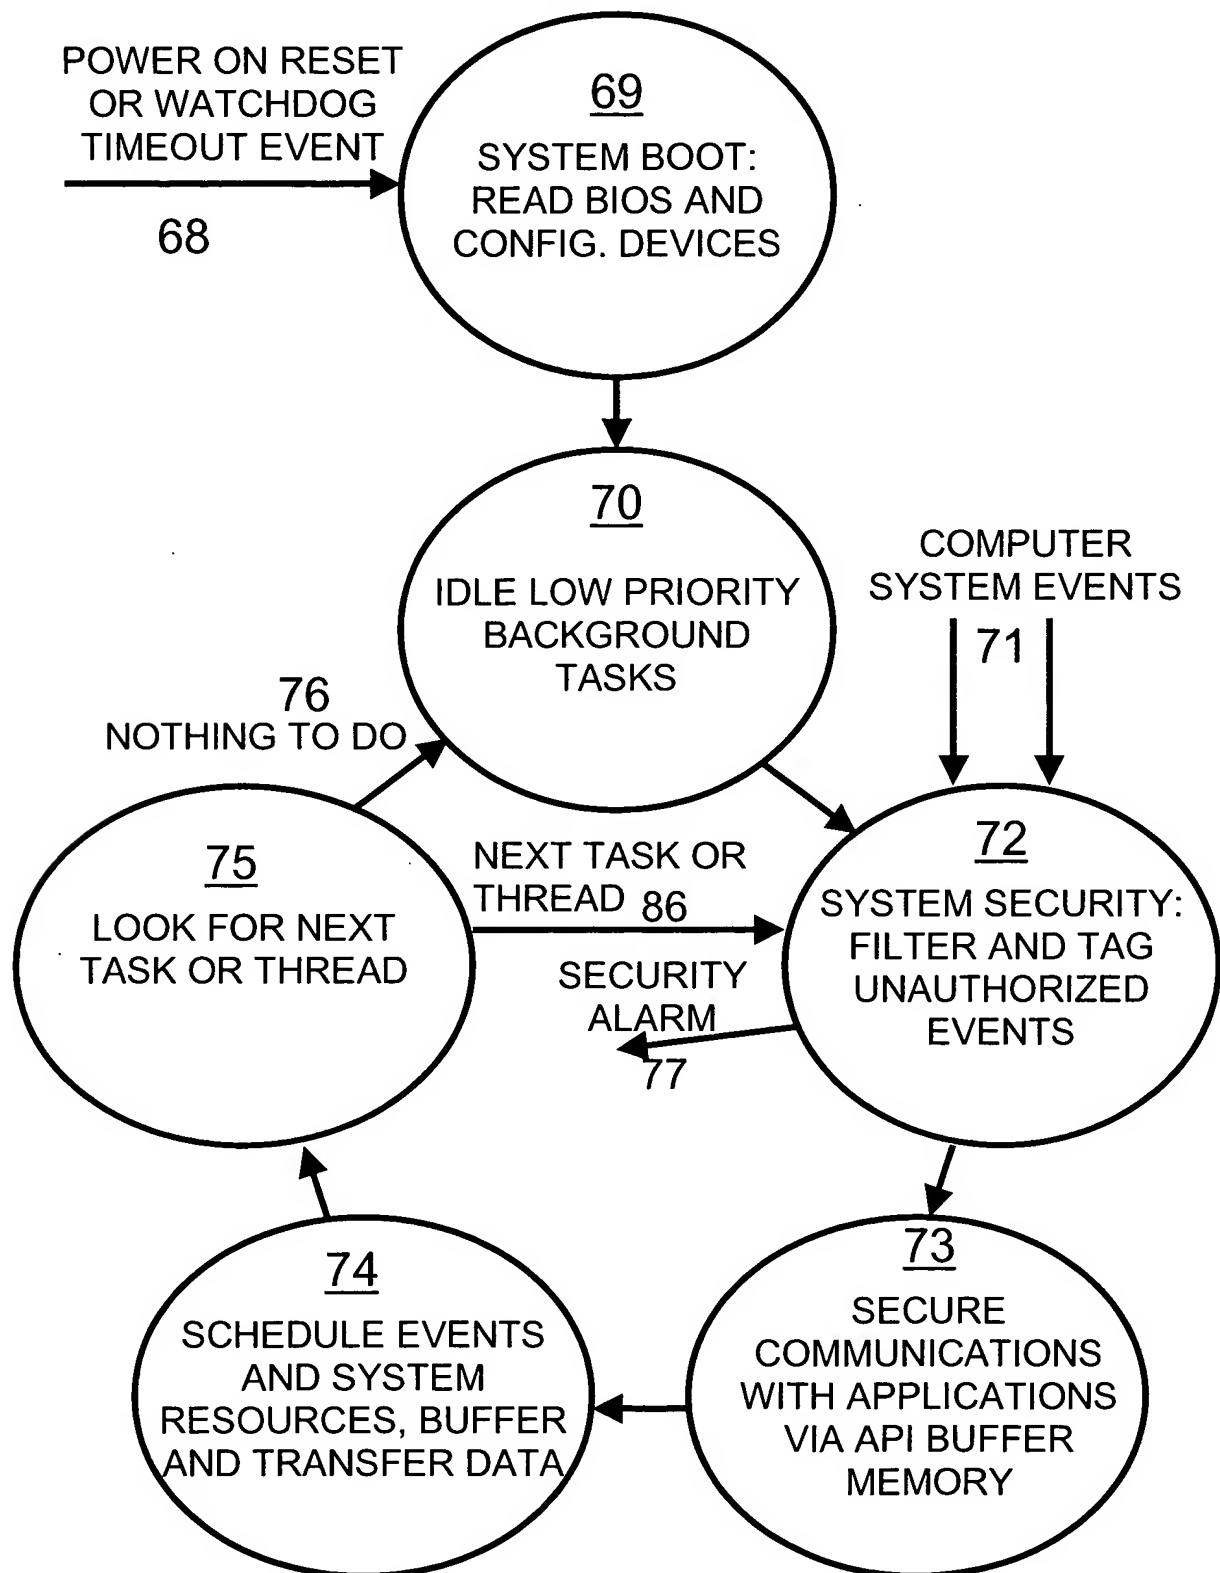 POWER ON RESET
OR WATCHDOG
TIMEOUT EVENT
68
69
SYSTEM BOOT:
READ BIOS AND
CONFIG. DEVICES
70
IDLE LOW PRIORITY
BACKGROUND
TASKS
COMPUTER
SYSTEM EVENTS
71
76
NOTHING TO DO
75
LOOK FOR NEXT
TASK OR THREAD
NEXT TASK OR
THREAD 86
SECURITY
ALARM
77
72
SYSTEM SECURITY:
FILTER AND TAG
UNAUTHORIZED
EVENTS
74
SCHEDULE EVENTS
AND SYSTEM
RESOURCES, BUFFER
AND TRANSFER DATA
73
SECURE
COMMUNICATIONS
WITH APPLICATIONS
VIA API BUFFER
MEMORY